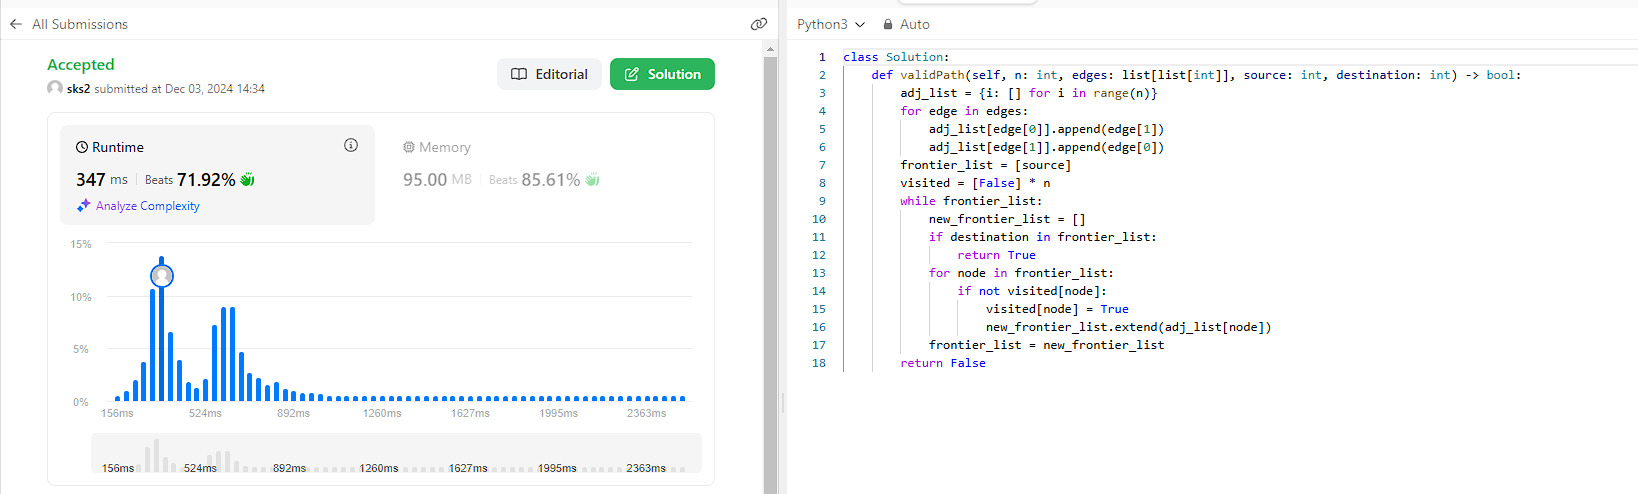 All Submissions
Accepted
sks2 submitted at Dec 03, 2024 14:34
Editorial
Solution
Runtime
347 ms
Beats 71.92%
Analyze Complexity
Memory
95.00 MB
Beats 85.61%
15%
10%
5%
0%
156ms 524ms 892ms 1260ms 1627ms 1995ms 2363ms
156ms 524ms 892ms 1260ms 1627ms 1995ms 2363ms
Python3
Auto
1 class Solution:
2     def validPath(self, n: int, edges: list[list[int]], source: int, destination: int) -> bool:
3         adj_list = {i: [] for i in range(n)}
4         for edge in edges:
5             adj_list[edge[0]].append(edge[1])
6             adj_list[edge[1]].append(edge[0])
7         frontier_list = [source]
8         visited = [False] * n
9         while frontier_list:
10             new_frontier_list = []
11             if destination in frontier_list:
12                 return True
13             for node in frontier_list:
14                 if not visited[node]:
15                     visited[node] = True
16                     new_frontier_list.extend(adj_list[node])
17             frontier_list = new_frontier_list
18         return False